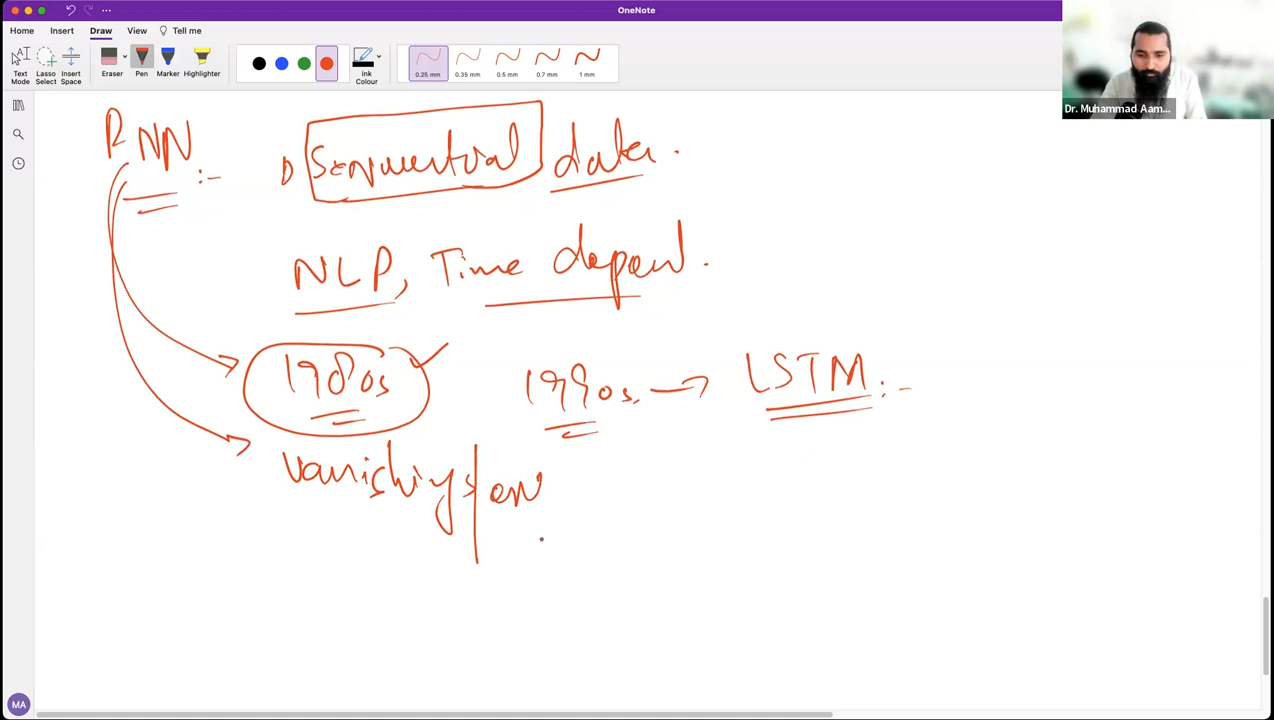 OneNote
Home Insert Draw View Tell me
Text Mode Lasso Select Insert Space Eraser Pen Marker Highlighter Ink Colour 0.25 mm 0.35 mm 0.5 mm 0.7 mm 1 mm
Dr. Muhammad Aam...
RNN :- 1) Sequential data.
NLP, Time depend.
1980s 1990s. → LSTM :-
Vanishing /
MA